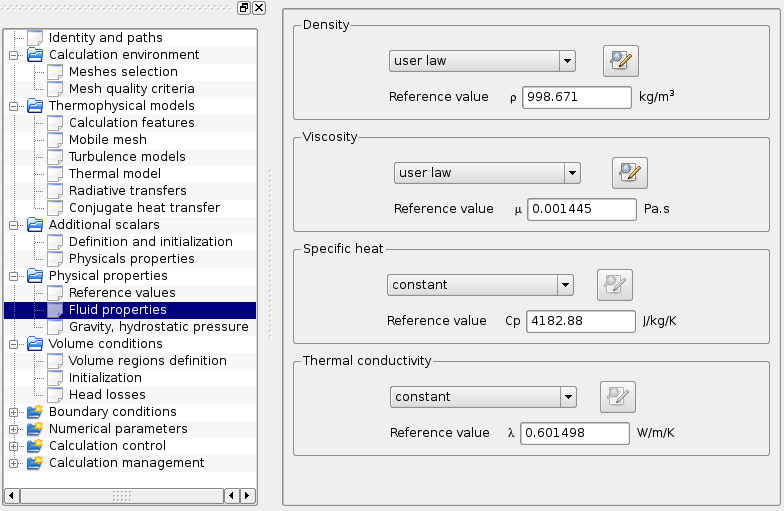 Identity and paths
Calculation environment
Meshes selection
Mesh quality criteria
Thermophysical models
Calculation features
Mobile mesh
Turbulence models
Thermal model
Radiative transfers
Conjugate heat transfer
Additional scalars
Definition and initialization
Physicals properties
Physical properties
Reference values
Fluid properties
Gravity, hydrostatic pressure
Volume conditions
Volume regions definition
Initialization
Head losses
Boundary conditions
Numerical parameters
Calculation control
Calculation management
Density
user law
Reference value ρ 998.671 kg/m³
Viscosity
user law
Reference value μ 0.001445 Pa.s
Specific heat
constant
Reference value Cp 4182.88 J/kg/K
Thermal conductivity
constant
Reference value λ 0.601498 W/m/K